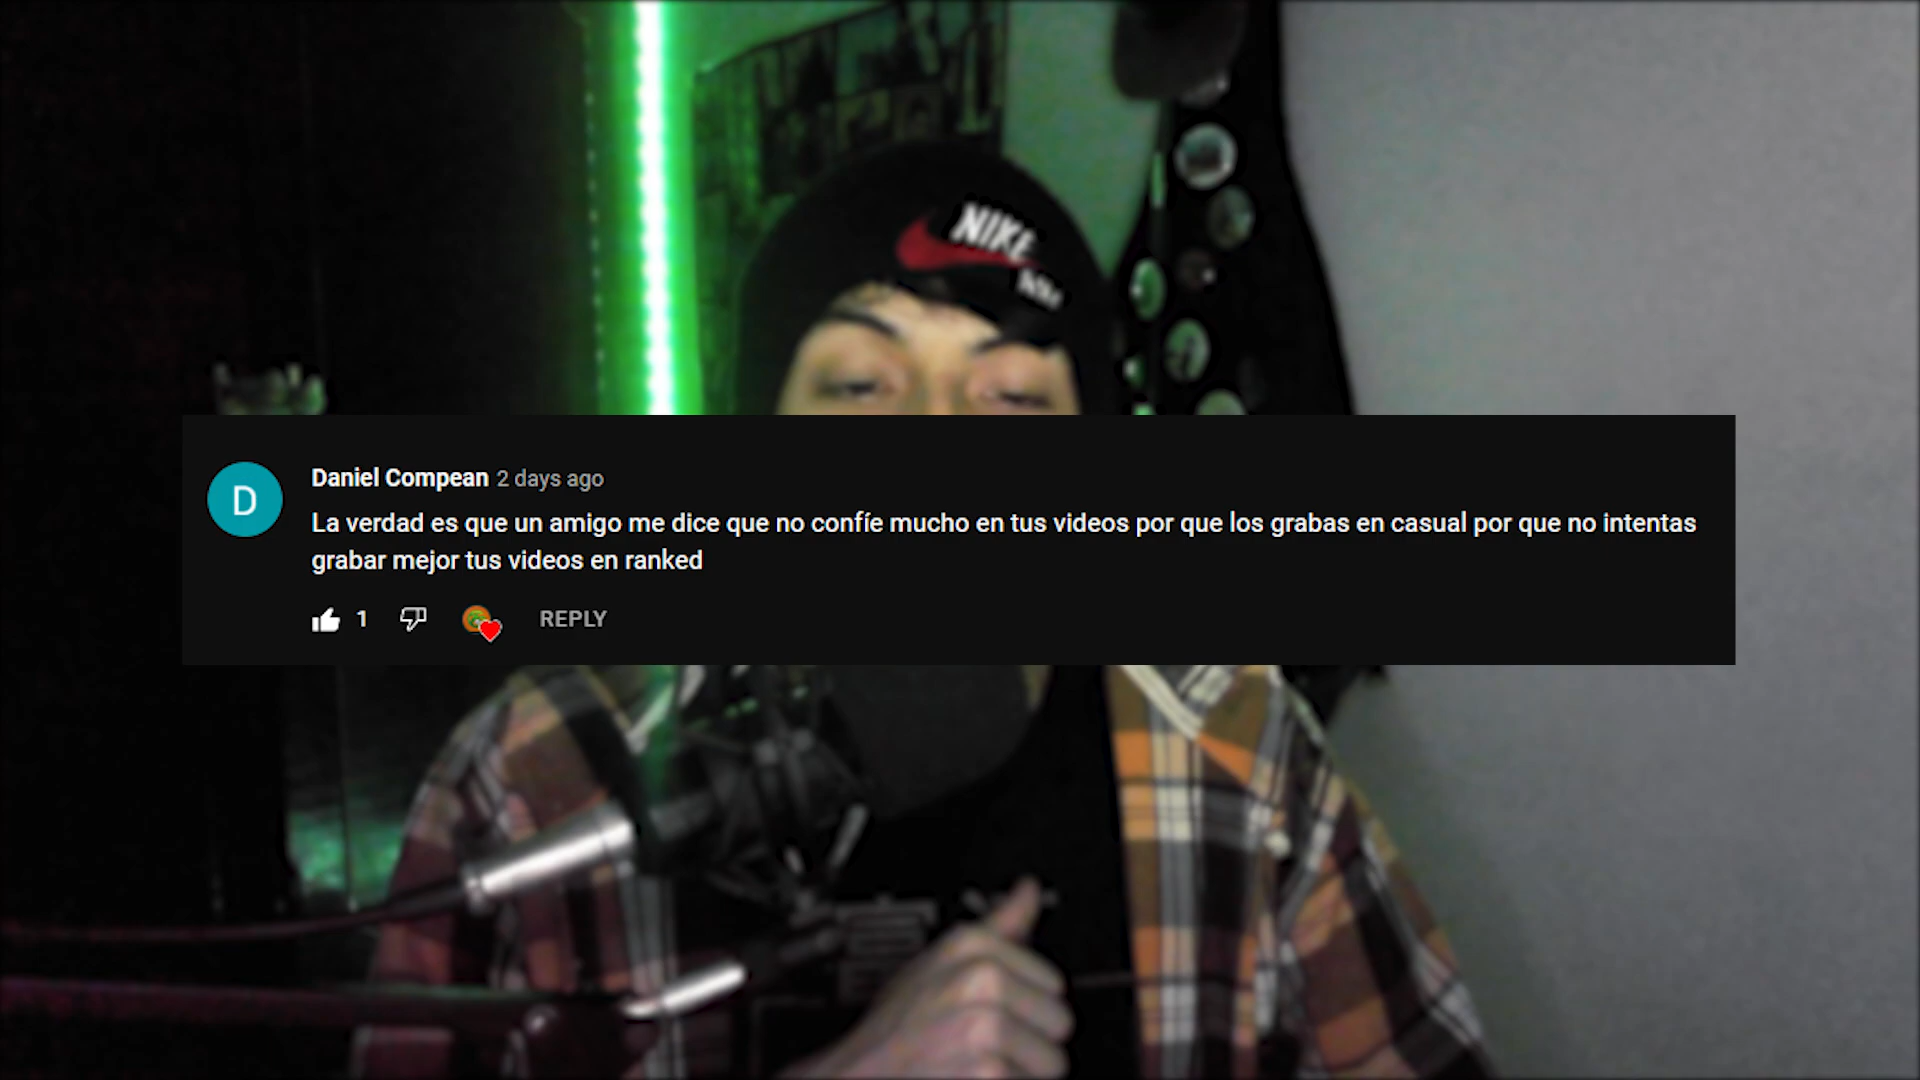 NIKE
Daniel Compean 2 days ago
D
La verdad es que un amigo me dice que no confíe mucho en tus videos por que los grabas en casual por que no intentas
grabar mejor tus videos en ranked
1
REPLY